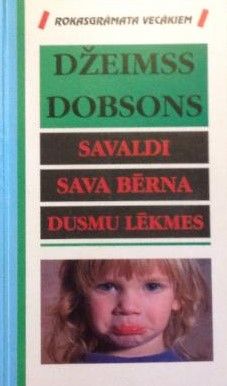 ROKASGRĀMATA VECĀKIEM
DŽEIMSS
DOBSONS
SAVALDI
SAVA BĒRNA
DUSMU LĒKMES